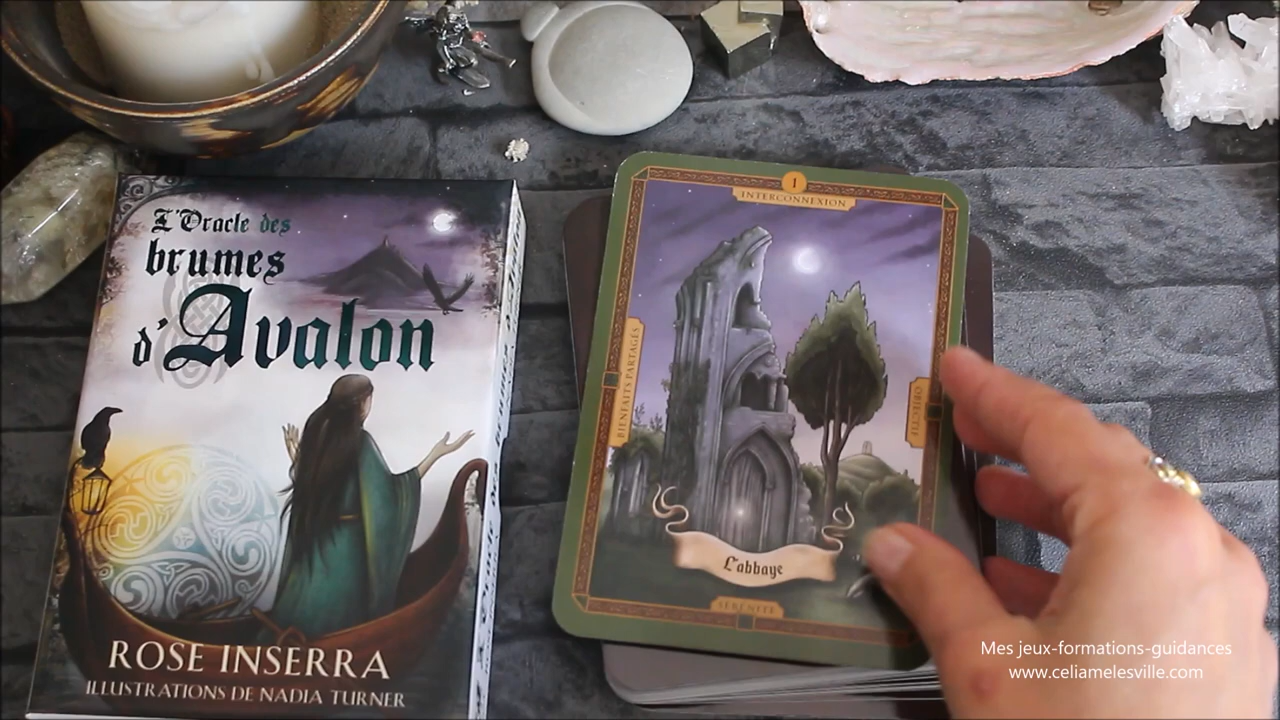 L'Oracle des
brumes
d'Avalon
ROSE INSERRA
ILLUSTRATIONS DE NADIA TURNER
1
INTERCONNEXION
BIENFAITS PARTAGÉS
OBJECTIF
L'abbaye
SÉRÉNITÉ
Mes jeux-formations-guidances
www.celiamelesville.com